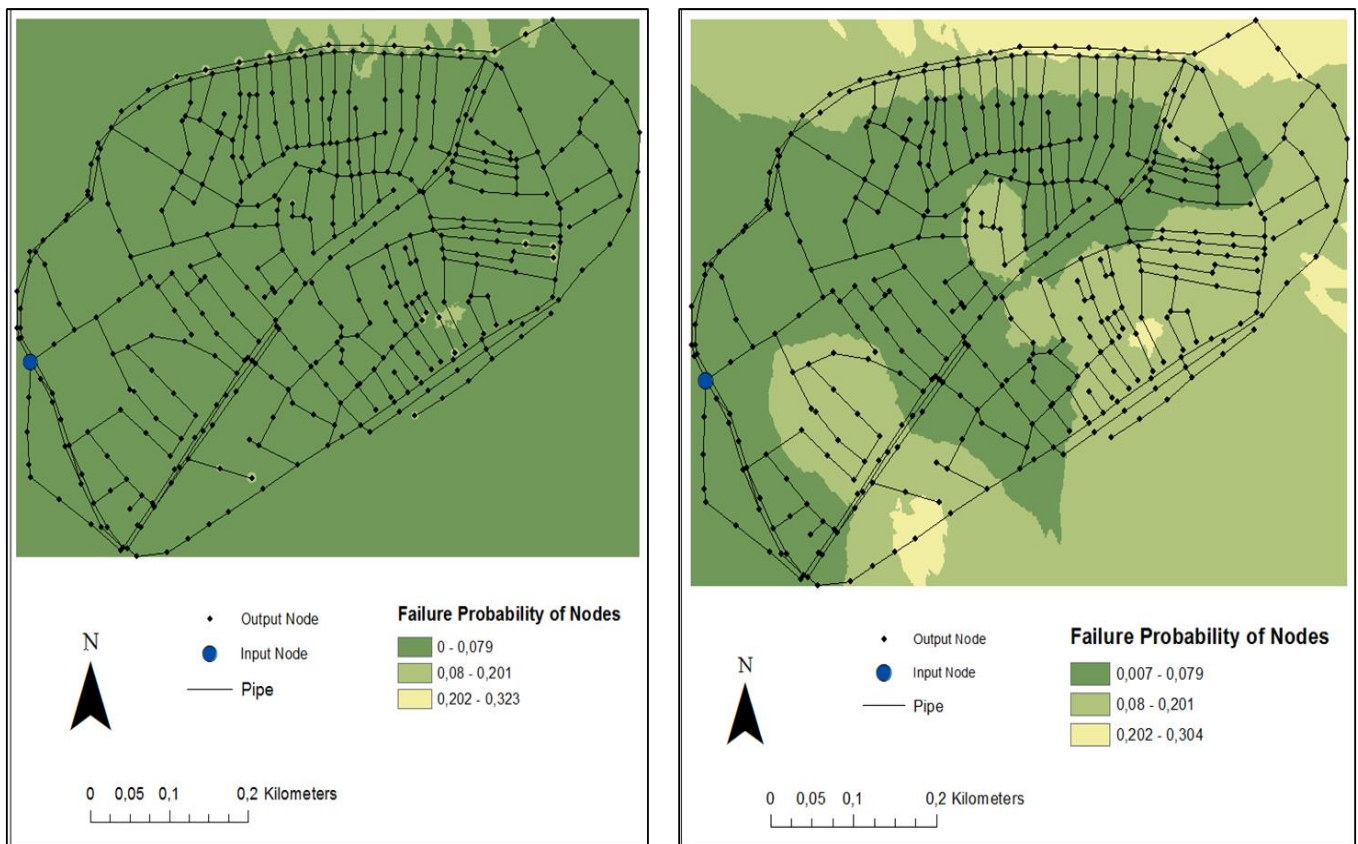 Output Node
Input Node
Pipe
N
Failure Probability of Nodes
0 - 0,079
0,08 - 0,201
0,202 - 0,323
0 0,05 0,1 0,2 Kilometers
Output Node
Input Node
Pipe
N
Failure Probability of Nodes
0,007 - 0,079
0,08 - 0,201
0,202 - 0,304
0 0,05 0,1 0,2 Kilometers